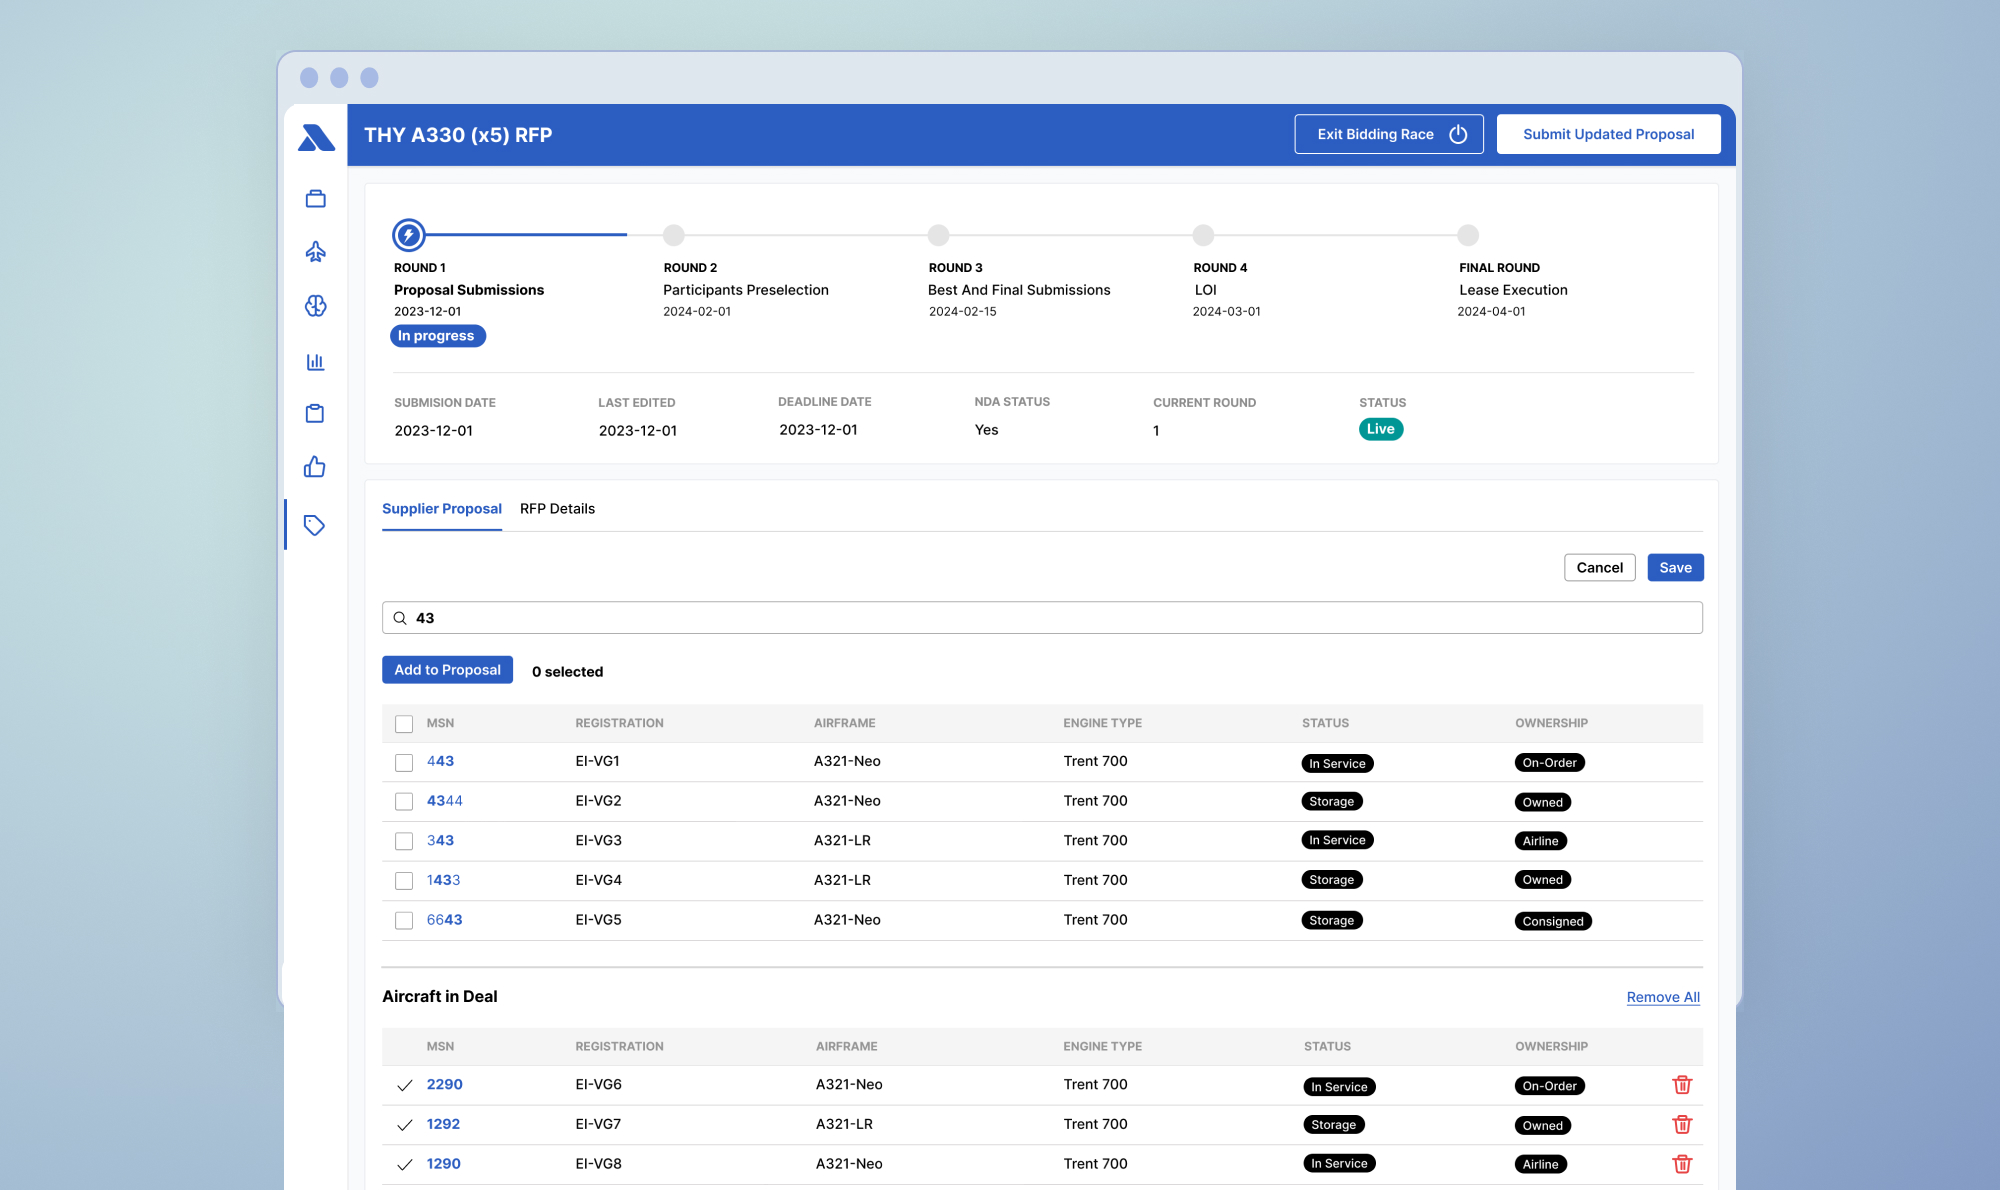 THY A330 (x5) RFP
Exit Bidding Race
Submit Updated Proposal
ROUND 1
Proposal Submissions
2023-12-01
In progress
ROUND 2
Participants Preselection
2024-02-01
ROUND 3
Best And Final Submissions
2024-02-15
ROUND 4
LOI
2024-03-01
FINAL ROUND
Lease Execution
2024-04-01
SUBMISION DATE
2023-12-01
LAST EDITED
2023-12-01
DEADLINE DATE
2023-12-01
NDA STATUS
Yes
CURRENT ROUND
1
STATUS
Live
Supplier Proposal RFP Details
Cancel Save
43
Add to Proposal 0 selected
MSN REGISTRATION AIRFRAME ENGINE TYPE STATUS OWNERSHIP
443 EI-VG1 A321-Neo Trent 700 In Service On-Order
4344 EI-VG2 A321-Neo Trent 700 Storage Owned
343 EI-VG3 A321-LR Trent 700 In Service Airline
1433 EI-VG4 A321-LR Trent 700 Storage Owned
6643 EI-VG5 A321-Neo Trent 700 Storage Consigned
Aircraft in Deal Remove All
MSN REGISTRATION AIRFRAME ENGINE TYPE STATUS OWNERSHIP
2290 EI-VG6 A321-Neo Trent 700 In Service On-Order
1292 EI-VG7 A321-LR Trent 700 Storage Owned
1290 EI-VG8 A321-Neo Trent 700 In Service Airline